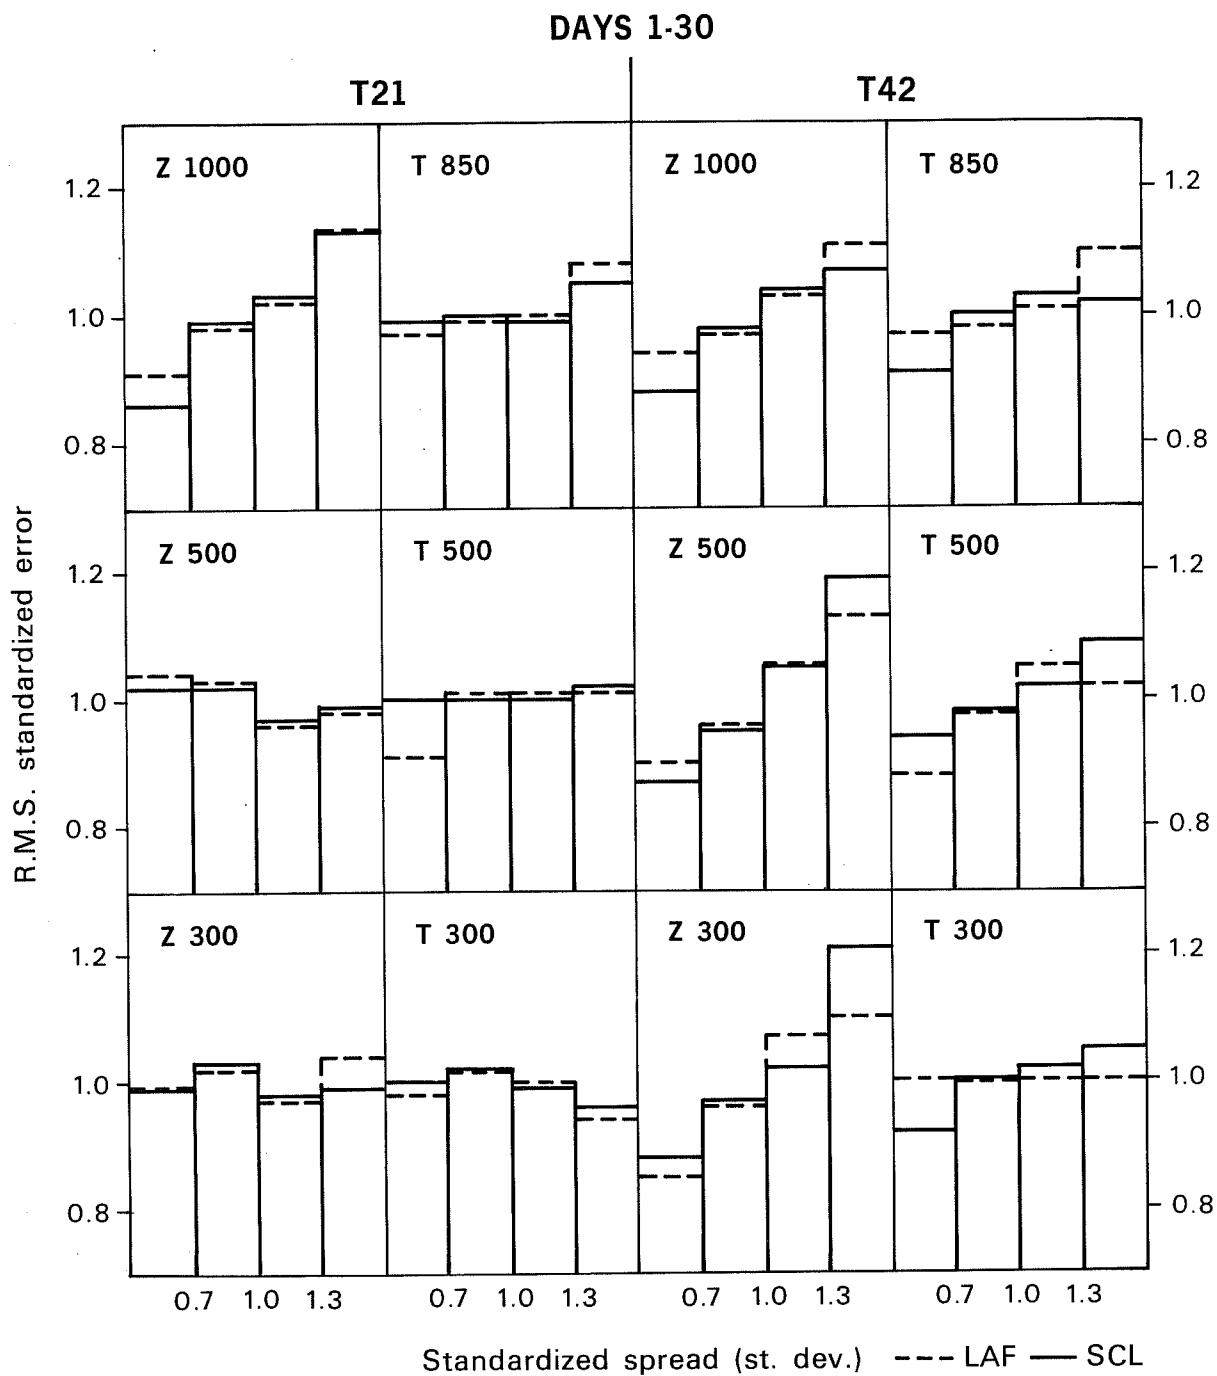 DAYS 1-30
T21 T42
Z 1000 T 850 Z 1000 T 850
1.2 1.2
1.0 1.0
0.8 0.8
Z 500 T 500 Z 500 T 500
1.2 1.2
1.0 1.0
0.8 0.8
R.M.S. standardized error
Z 300 T 300 Z 300 T 300
1.2 1.2
1.0 1.0
0.8 0.8
0.7 1.0 1.3 0.7 1.0 1.3 0.7 1.0 1.3 0.7 1.0 1.3
Standardized spread (st. dev.) LAF SCL